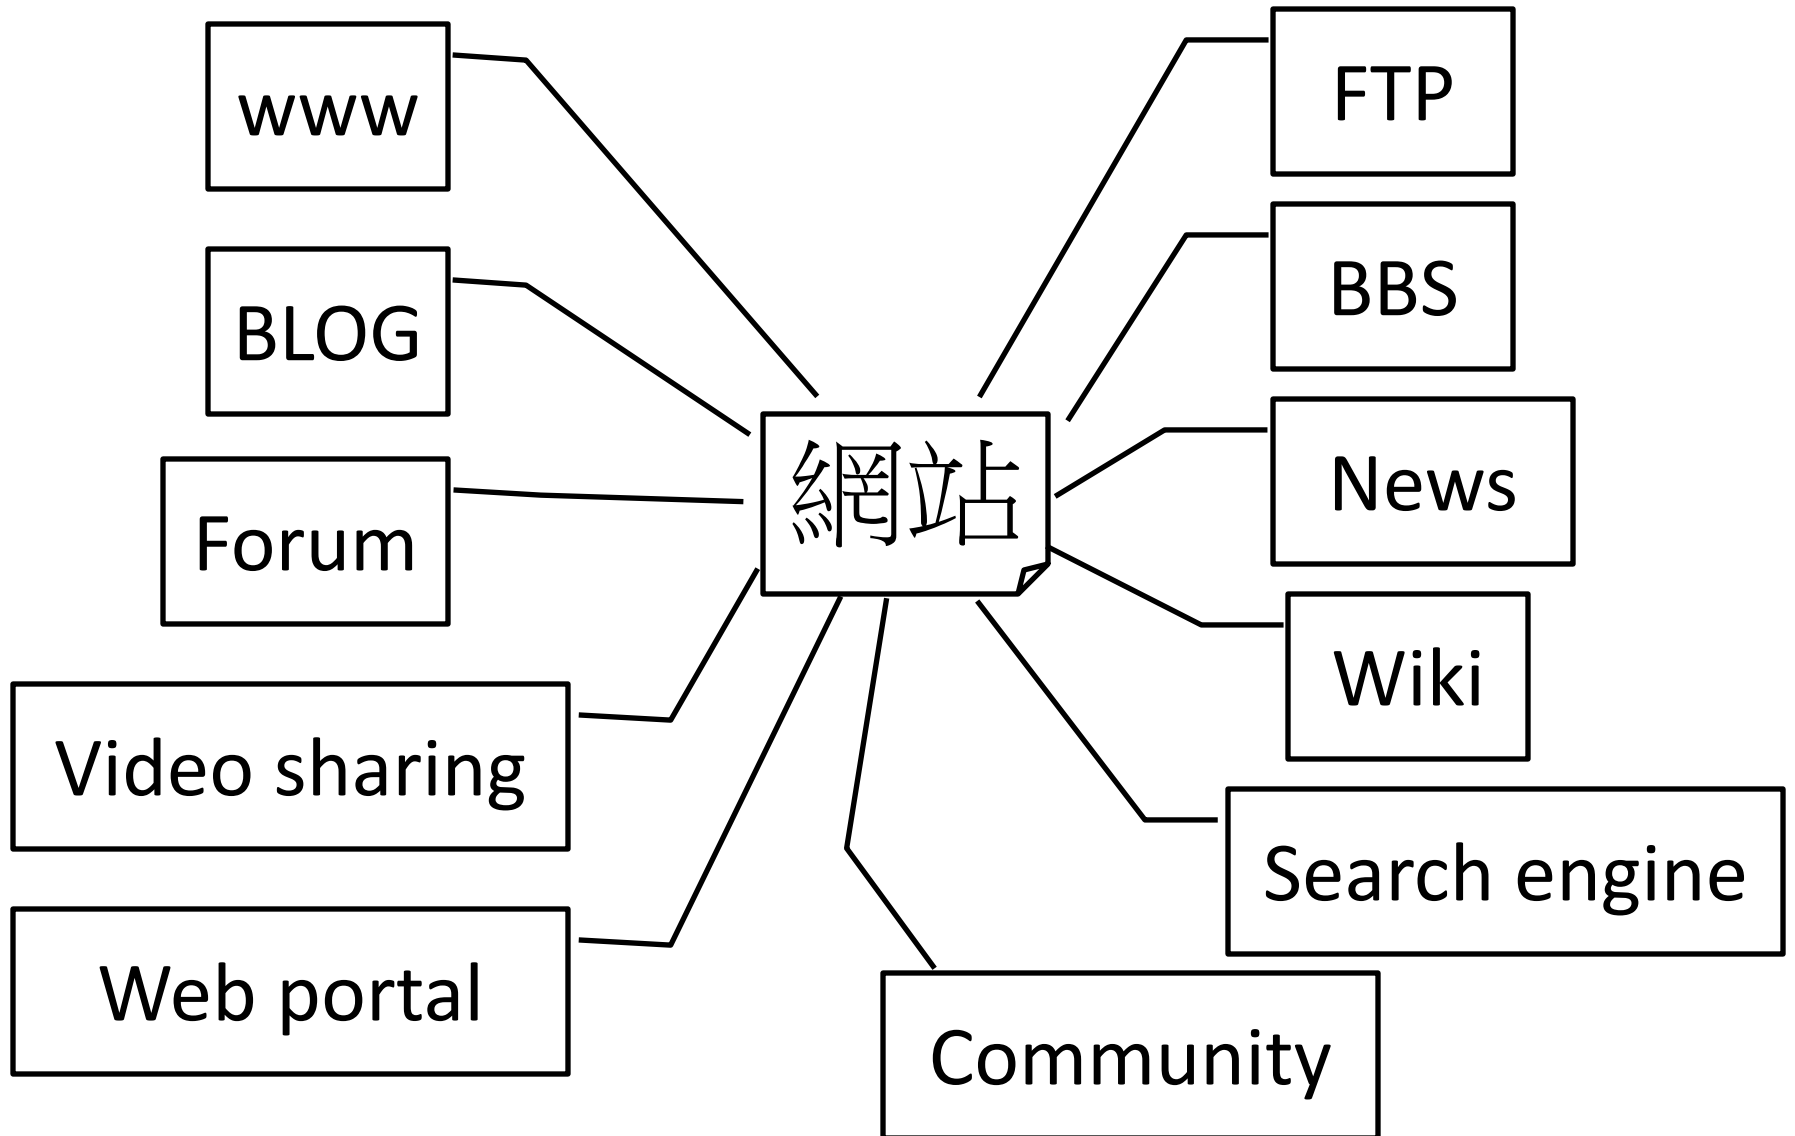 www
BLOG
Forum
Video sharing
Web portal
網站
FTP
BBS
News
Wiki
Search engine
Community